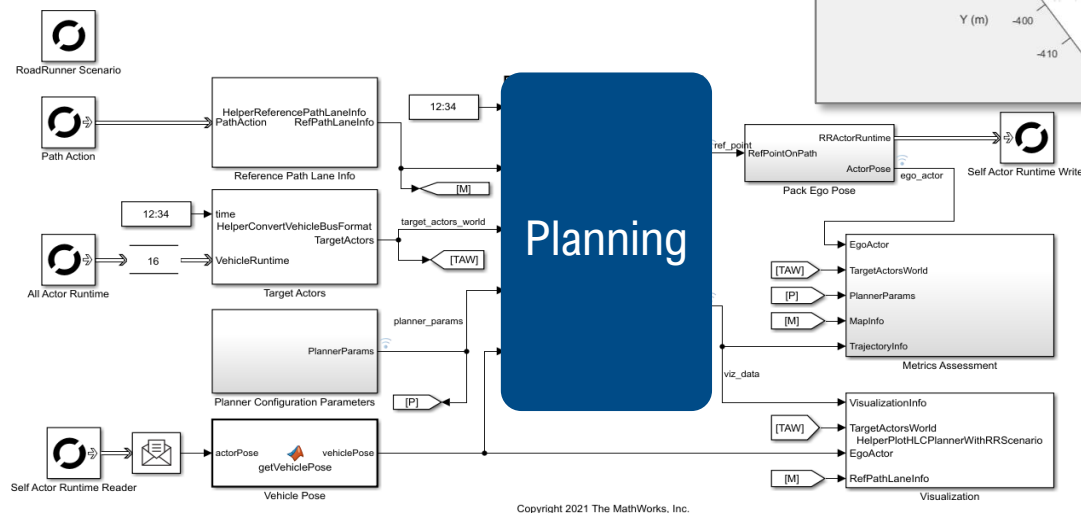 Y (m)
-400
-410
RoadRunner Scenario
Path Action
HelperReferencePathLaneInfo
PathAction
RefPathLaneInfo
Reference Path Lane Info
[M]
12:34
12:34
time
HelperConvertVehicleBusFormat
TargetActors
VehicleRuntime
Target Actors
16
All Actor Runtime
target_actors_world
[TAW]
planner_params
PlannerParams
Planner Configuration Parameters
[P]
Self Actor Runtime Reader
actorPose
vehiclePose
getVehiclePose
Vehicle Pose
Planning
ref_point
RefPointOnPath
RRActorRuntime
ActorPose
Pack Ego Pose
ego_actor
Self Actor Runtime Write
EgoActor
[TAW]
TargetActorsWorld
[P]
PlannerParams
[M]
MapInfo
TrajectoryInfo
Metrics Assessment
viz_data
VisualizationInfo
[TAW]
TargetActorsWorld
HelperPlotHLCPlannerWithRRScenario
EgoActor
[M]
RefPathLaneInfo
Visualization
Copyright 2021 The MathWorks, Inc.